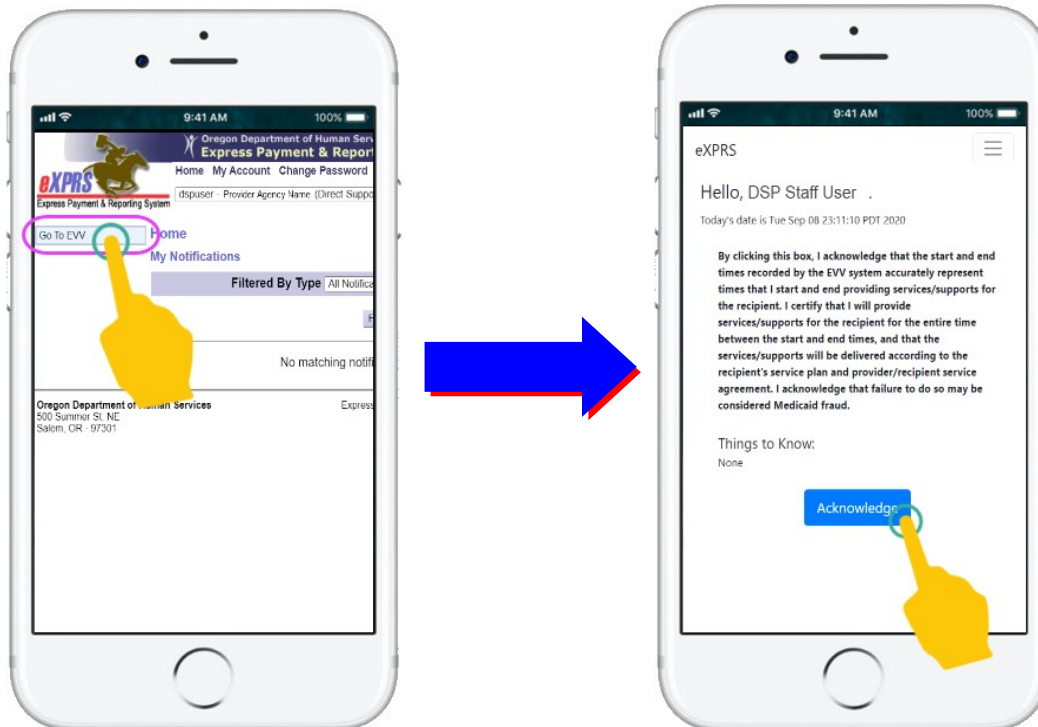 9:41 AM
100%
Oregon Department of Human Serv
Express Payment & Report
eXPRS
Express Payment & Reporting System
Home My Account Change Password
dspuser - Provider Agency Name (Direct Suppo
Go To EVV
Home
My Notifications
Filtered By Type All Notifica
F
No matching notifi
Oregon Department of Human Services
Express
500 Summer St. NE
Salem, OR - 97301
9:41 AM
100%
eXPRS
Hello, DSP Staff User .
Today's date is Tue Sep 08 23:11:10 PDT 2020
By clicking this box, I acknowledge that the start and end
times recorded by the EVV system accurately represent
times that I start and end providing services/supports for
the recipient. I certify that I will provide
services/supports for the recipient for the entire time
between the start and end times, and that the
services/supports will be delivered according to the
recipient's service plan and provider/recipient service
agreement. I acknowledge that failure to do so may be
considered Medicaid fraud.
Things to Know:
None
Acknowledge